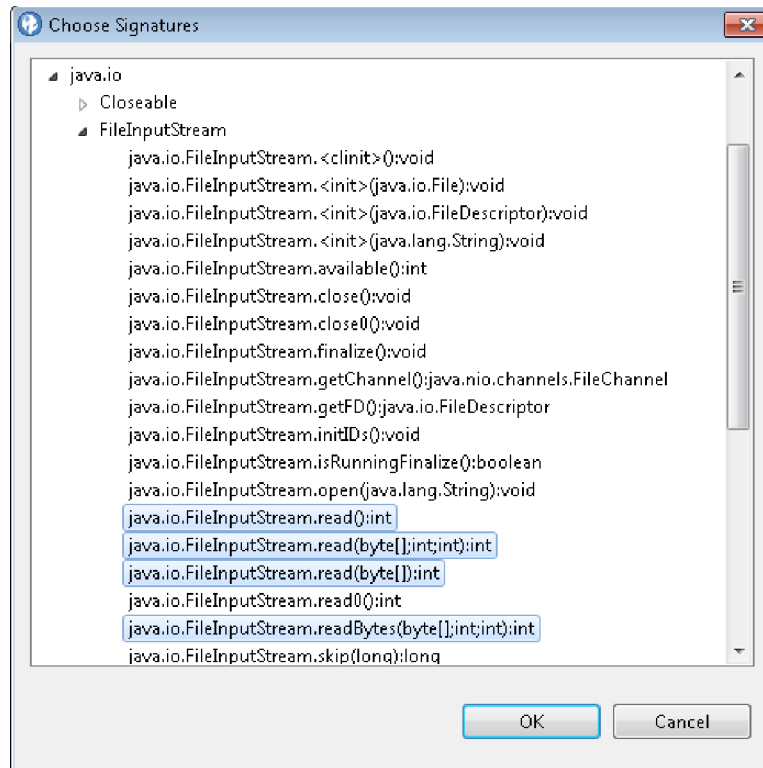 Choose Signatures
java.io
Closeable
FileInputStream
java.io.FileInputStream.<clinit>():void
java.io.FileInputStream.<init>(java.io.File):void
java.io.FileInputStream.<init>(java.io.FileDescriptor):void
java.io.FileInputStream.<init>(java.lang.String):void
java.io.FileInputStream.available():int
java.io.FileInputStream.close():void
java.io.FileInputStream.close0():void
java.io.FileInputStream.finalize():void
java.io.FileInputStream.getChannel():java.nio.channels.FileChannel
java.io.FileInputStream.getFD():java.io.FileDescriptor
java.io.FileInputStream.initIDs():void
java.io.FileInputStream.isRunningFinalize():boolean
java.io.FileInputStream.open(java.lang.String):void
java.io.FileInputStream.read():int
java.io.FileInputStream.read(byte[];int;int):int
java.io.FileInputStream.read(byte[]):int
java.io.FileInputStream.read0():int
java.io.FileInputStream.readBytes(byte[];int;int):int
java.io.FileInputStream.skip(long):long
OK Cancel